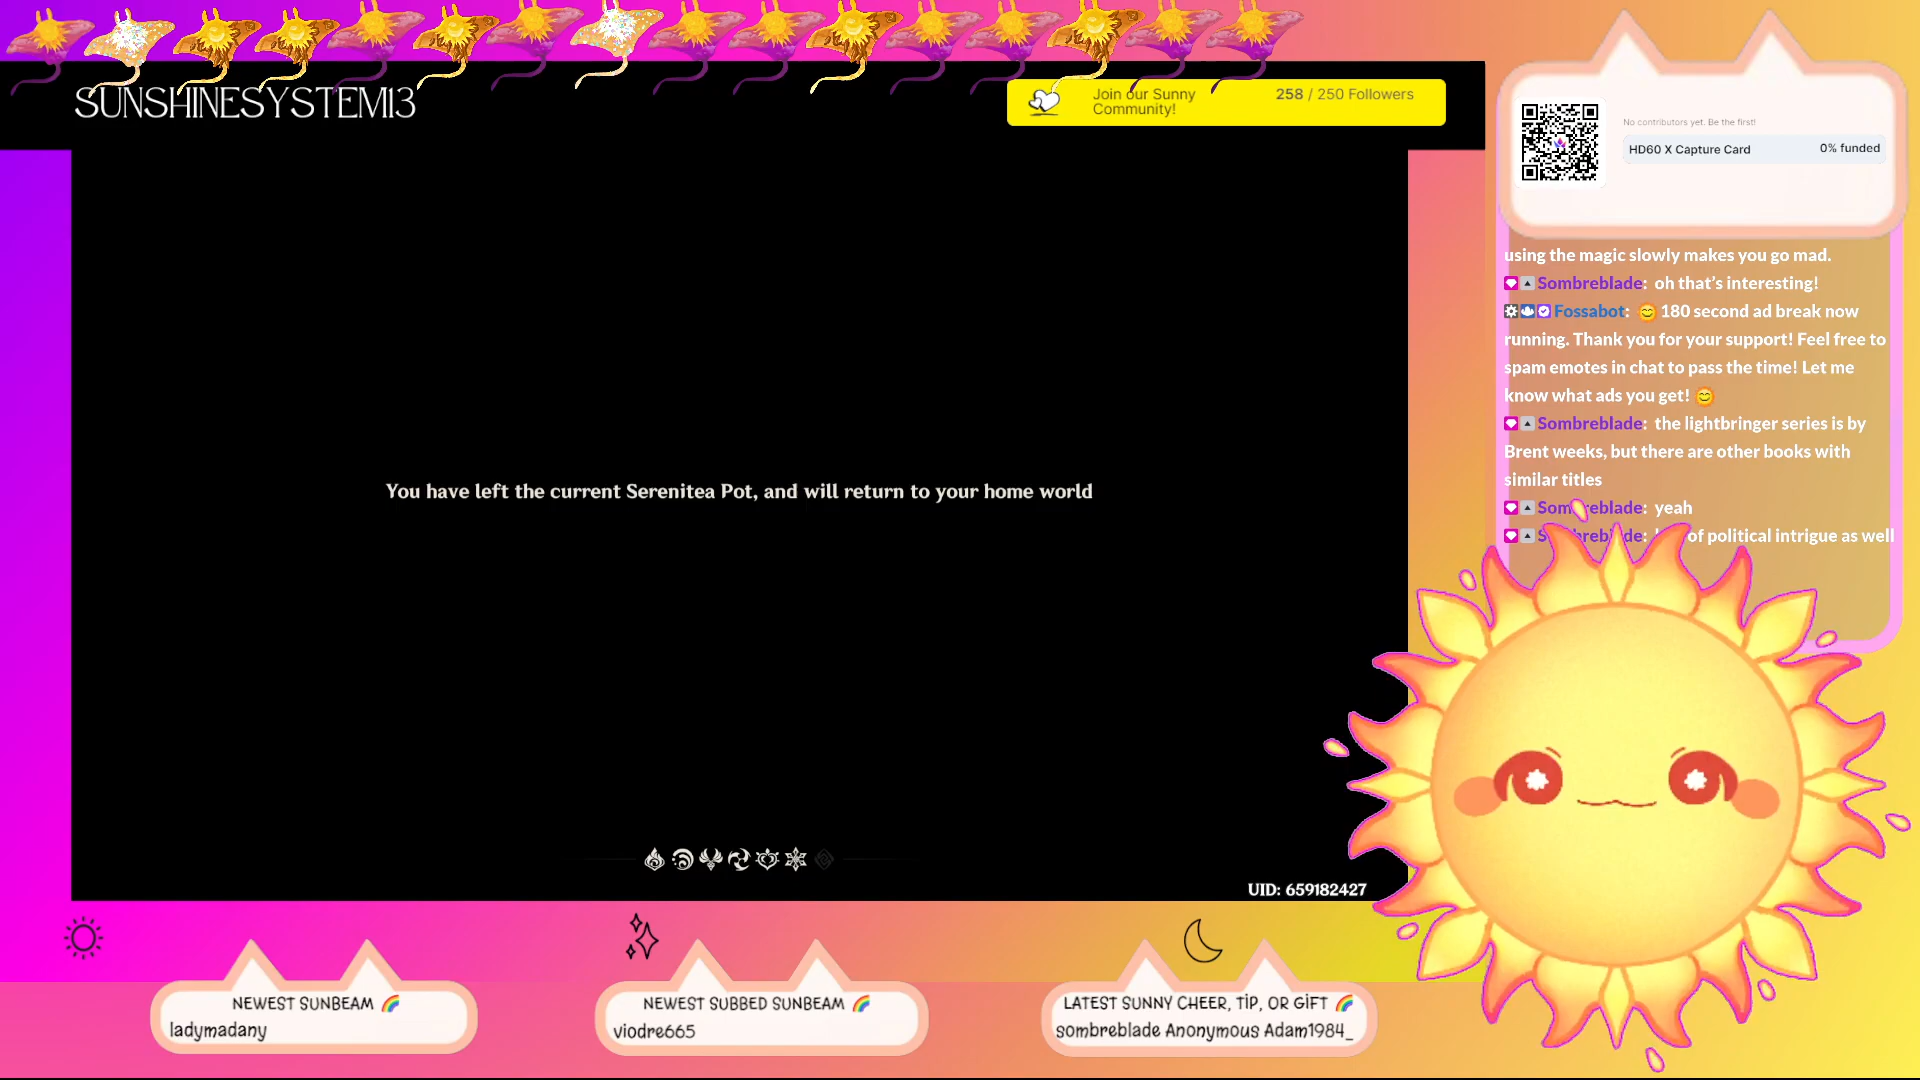 SUNSHINESYSTEM13
Join our Sunny
Community!
258 / 250 Followers
No contributors yet. Be the first!
HD60 X Capture Card
0% funded
using the magic slowly makes you go mad.
Sombreblade: oh that's interesting!
Fossabot: 😊 180 second ad break now
running. Thank you for your support! Feel free to
spam emotes in chat to pass the time! Let me
know what ads you get! 😊
Sombreblade: the lightbringer series is by
Brent weeks, but there are other books with
similar titles
Sombreblade: yeah
Sombreblade: of political intrigue as well
You have left the current Serenitea Pot, and will return to your home world
UID: 659182427
NEWEST SUNBEAM 🌈
ladymadany
NEWEST SUBBED SUNBEAM 🌈
viodre665
LATEST SUNNY CHEER, TIP, OR GIFT 🌈
sombreblade Anonymous Adam1984_